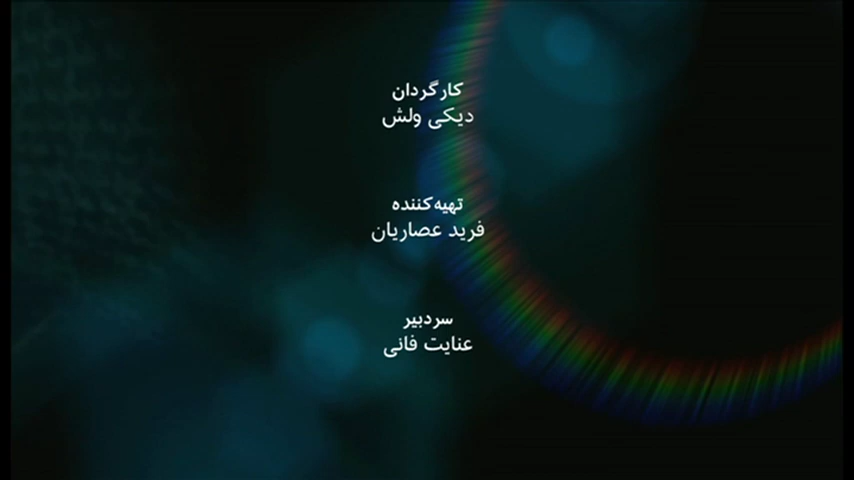 کارگردان
دیکی ولش
تهیه‌کننده
فرید عصاریان
سردبیر
عنایت فانی